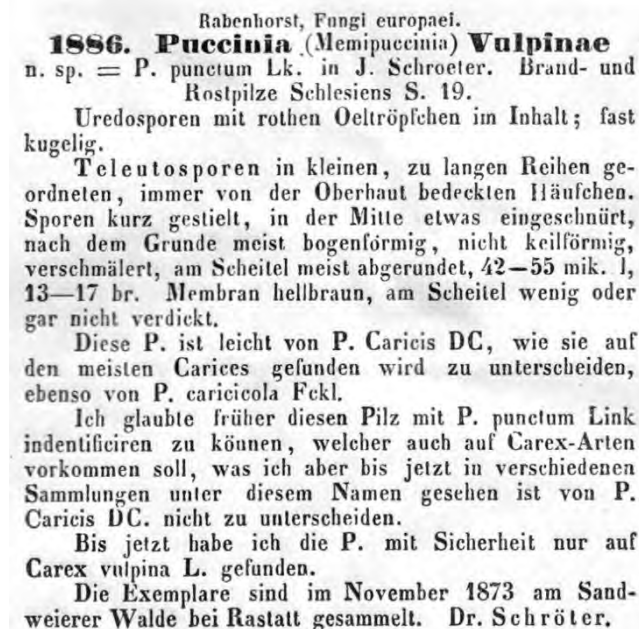 Rabenhorst, Fungi europaei.
1886. Puccinia (Memipuccinia) Vulpinae
n. sp. = P. punctum Lk. in J. Schroeter. Brand- und
Rostpilze Schlesiens S. 19.
Uredosporen mit rothen Oeltröpfchen im Inhalt; fast
kugelig.
Teleutosporen in kleinen, zu langen Reihen ge-
ordneten, immer von der Oberhaut bedeckten Häufchen.
Sporen kurz gestielt, in der Mitte etwas eingeschnürt,
nach dem Grunde meist bogenförmig, nicht keilförmig,
verschmälert, am Scheitel meist abgerundet, 42—55 mik. l,
13—17 br. Membran hellbraun, am Scheitel wenig oder
gar nicht verdickt.
Diese P. ist leicht von P. Caricis DC, wie sie auf
den meisten Carices gefunden wird zu unterscheiden,
ebenso von P. caricicola Fckl.
Ich glaubte früher diesen Pilz mit P. punctum Link
indentificiren zu können, welcher auch auf Carex-Arten
vorkommen soll, was ich aber bis jetzt in verschiedenen
Sammlungen unter diesem Namen gesehen ist von P.
Caricis DC. nicht zu unterscheiden.
Bis jetzt habe ich die P. mit Sicherheit nur auf
Carex vulpina L. gefunden.
Die Exemplare sind im November 1873 am Sand-
weierer Walde bei Rastatt gesammelt. Dr. Schröter.